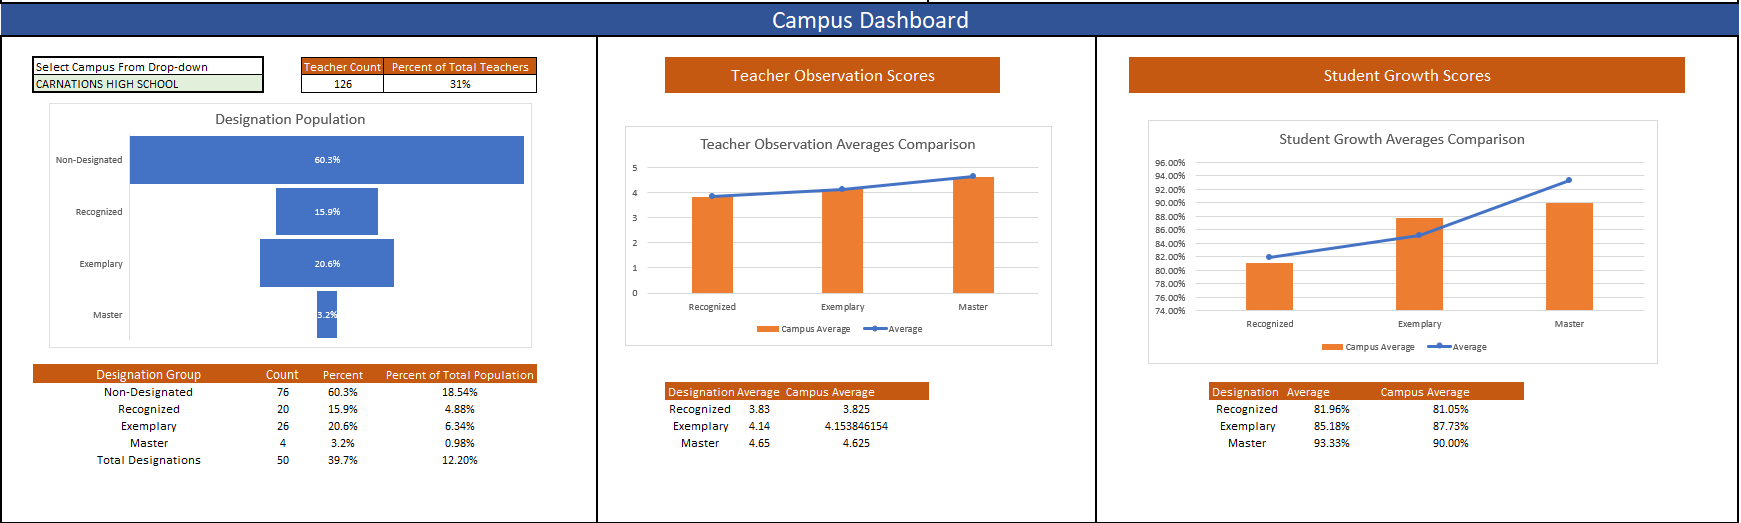 Campus Dashboard
Select Campus From Drop-down
CARNATIONS HIGH SCHOOL
Teacher Count Percent of Total Teachers
126 31%
Designation Population
Non-Designated 60.3%
Recognized 15.9%
Exemplary 20.6%
Master 3.2%
Designation Group Count Percent Percent of Total Population
Non-Designated 76 60.3% 18.54%
Recognized 20 15.9% 4.88%
Exemplary 26 20.6% 6.34%
Master 4 3.2% 0.98%
Total Designations 50 39.7% 12.20%
Teacher Observation Scores
Teacher Observation Averages Comparison
5
4
3
2
1
0
Recognized Exemplary Master
Campus Average Average
Designation Average Campus Average
Recognized 3.83 3.825
Exemplary 4.14 4.153846154
Master 4.65 4.625
Student Growth Scores
Student Growth Averages Comparison
96.00%
94.00%
92.00%
90.00%
88.00%
86.00%
84.00%
82.00%
80.00%
78.00%
76.00%
74.00%
Recognized Exemplary Master
Campus Average Average
Designation Average Campus Average
Recognized 81.96% 81.05%
Exemplary 85.18% 87.73%
Master 93.33% 90.00%